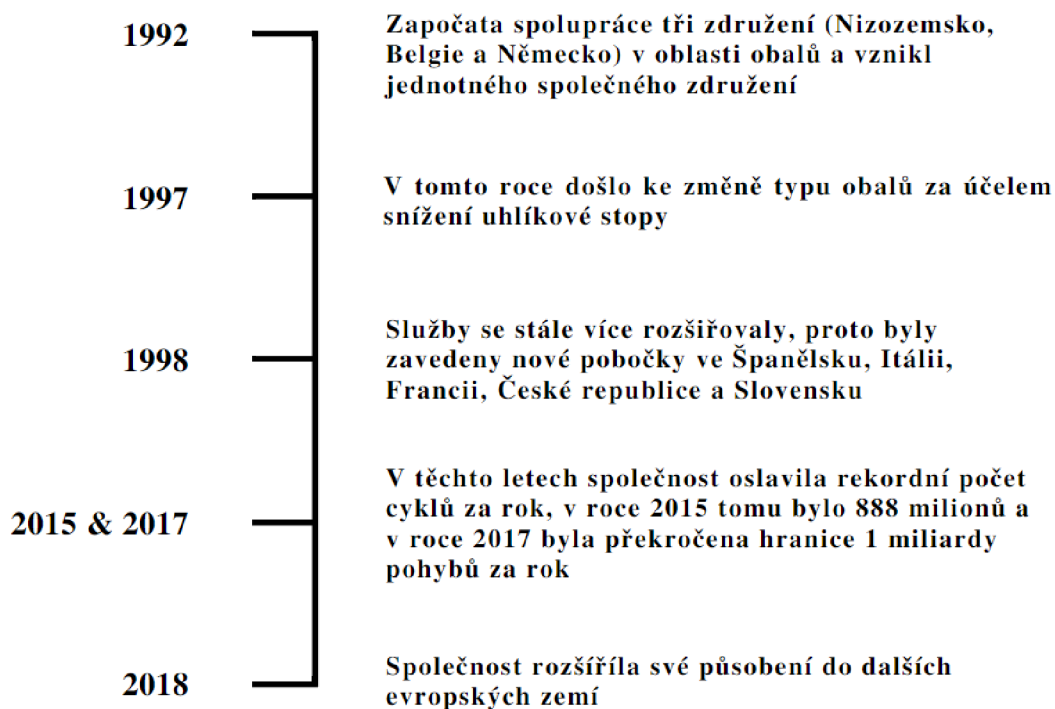 1992
Započata spolupráce tři združení (Nizozemsko,
Belgie a Německo) v oblasti obalů a vznikl
jednotného společného združení
1997
V tomto roce došlo ke změně typu obalů za účelem
snížení uhlíkové stopy
1998
Služby se stále více rozšiřovaly, proto byly
zavedeny nové pobočky ve Španělsku, Itálii,
Francii, České republice a Slovensku
2015 & 2017
V těchto letech společnost oslavila rekordní počet
cyklů za rok, v roce 2015 tomu bylo 888 milionů a
v roce 2017 byla překročena hranice 1 miliardy
pohybů za rok
2018
Společnost rozšíříla své působení do dalších
evropských zemí